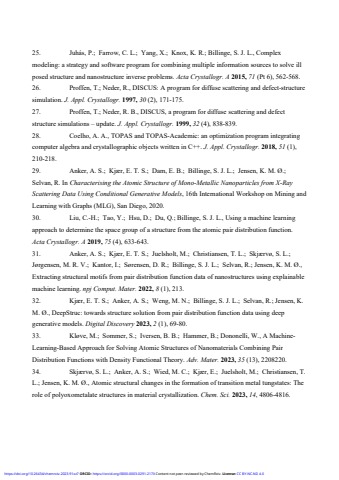 25. Juhás, P.; Farrow, C. L.; Yang, X.; Knox, K. R.; Billinge, S. J. L., Complex
modeling: a strategy and software program for combining multiple information sources to solve ill
posed structure and nanostructure inverse problems. Acta Crystallogr. A 2015, 71 (Pt 6), 562-568.
26. Proffen, T.; Neder, R., DISCUS: A program for diffuse scattering and defect-structure
simulation. J. Appl. Crystallogr. 1997, 30 (2), 171-175.
27. Proffen, T.; Neder, R. B., DISCUS, a program for diffuse scattering and defect
structure simulations – update. J. Appl. Crystallogr. 1999, 32 (4), 838-839.
28. Coelho, A. A., TOPAS and TOPAS-Academic: an optimization program integrating
computer algebra and crystallographic objects written in C++. J. Appl. Crystallogr. 2018, 51 (1),
210-218.
29. Anker, A. S.; Kjær, E. T. S.; Dam, E. B.; Billinge, S. J. L.; Jensen, K. M. Ø.;
Selvan, R. In Characterising the Atomic Structure of Mono-Metallic Nanoparticles from X-Ray
Scattering Data Using Conditional Generative Models, 16th International Workshop on Mining and
Learning with Graphs (MLG), San Diego, 2020.
30. Liu, C.-H.; Tao, Y.; Hsu, D.; Du, Q.; Billinge, S. J. L., Using a machine learning
approach to determine the space group of a structure from the atomic pair distribution function.
Acta Crystallogr. A 2019, 75 (4), 633-643.
31. Anker, A. S.; Kjær, E. T. S.; Juelsholt, M.; Christiansen, T. L.; Skjærvø, S. L.;
Jørgensen, M. R. V.; Kantor, I.; Sørensen, D. R.; Billinge, S. J. L.; Selvan, R.; Jensen, K. M. Ø.,
Extracting structural motifs from pair distribution function data of nanostructures using explainable
machine learning. npj Comput. Mater. 2022, 8 (1), 213.
32. Kjær, E. T. S.; Anker, A. S.; Weng, M. N.; Billinge, S. J. L.; Selvan, R.; Jensen, K.
M. Ø., DeepStruc: towards structure solution from pair distribution function data using deep
generative models. Digital Discovery 2023, 2 (1), 69-80.
33. Kløve, M.; Sommer, S.; Iversen, B. B.; Hammer, B.; Donotelli, W., A Machine-
Learning-Based Approach for Solving Atomic Structures of Nanomaterials Combining Pair
Distribution Functions with Density Functional Theory. Adv. Mater. 2023, 35 (13), 2208220.
34. Skjærvø, S. L.; Anker, A. S.; Wied, M. C.; Kjær, E.; Juelsholt, M.; Christiansen, T.
L.; Jensen, K. M. Ø., Atomic structural changes in the formation of transition metal tungstates: The
role of polyoxometalate structures in material crystallization. Chem. Sci. 2023, 14, 4806-4816.